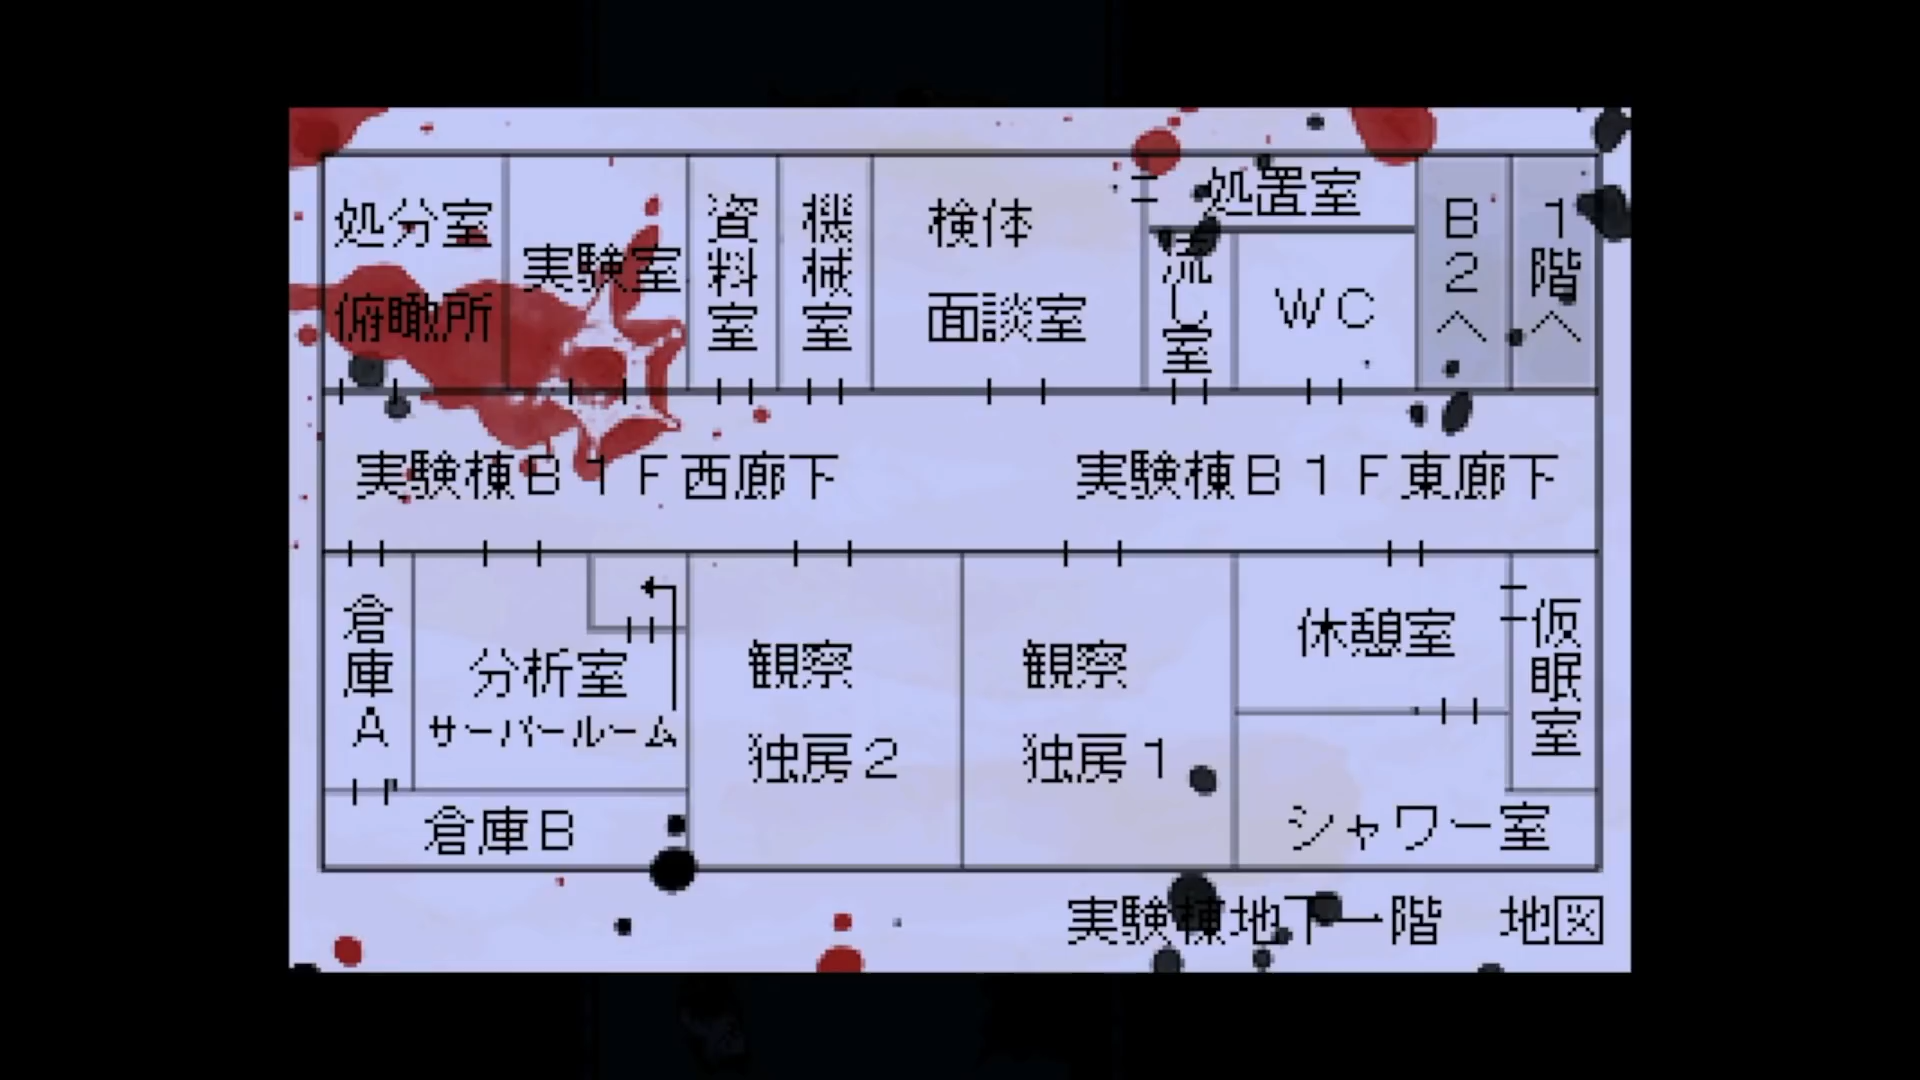 処分室
俯瞰所
実験室
資料室
機械室
検体
面談室
処置室
流し室
WC
B2へ
1階へ
実験棟B1F西廊下
実験棟B1F東廊下
倉庫A
分析室
サーバールーム
倉庫B
観察
独房2
観察
独房1
休憩室
仮眠室
シャワー室
実験棟地下一階 地図